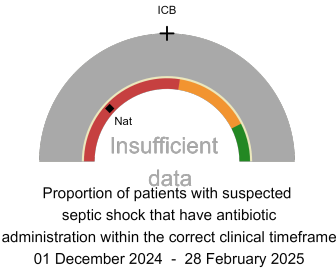 ICB
Nat
Insufficient
data
Proportion of patients with suspected
septic shock that have antibiotic
administration within the correct clinical timeframe
01 December 2024 - 28 February 2025